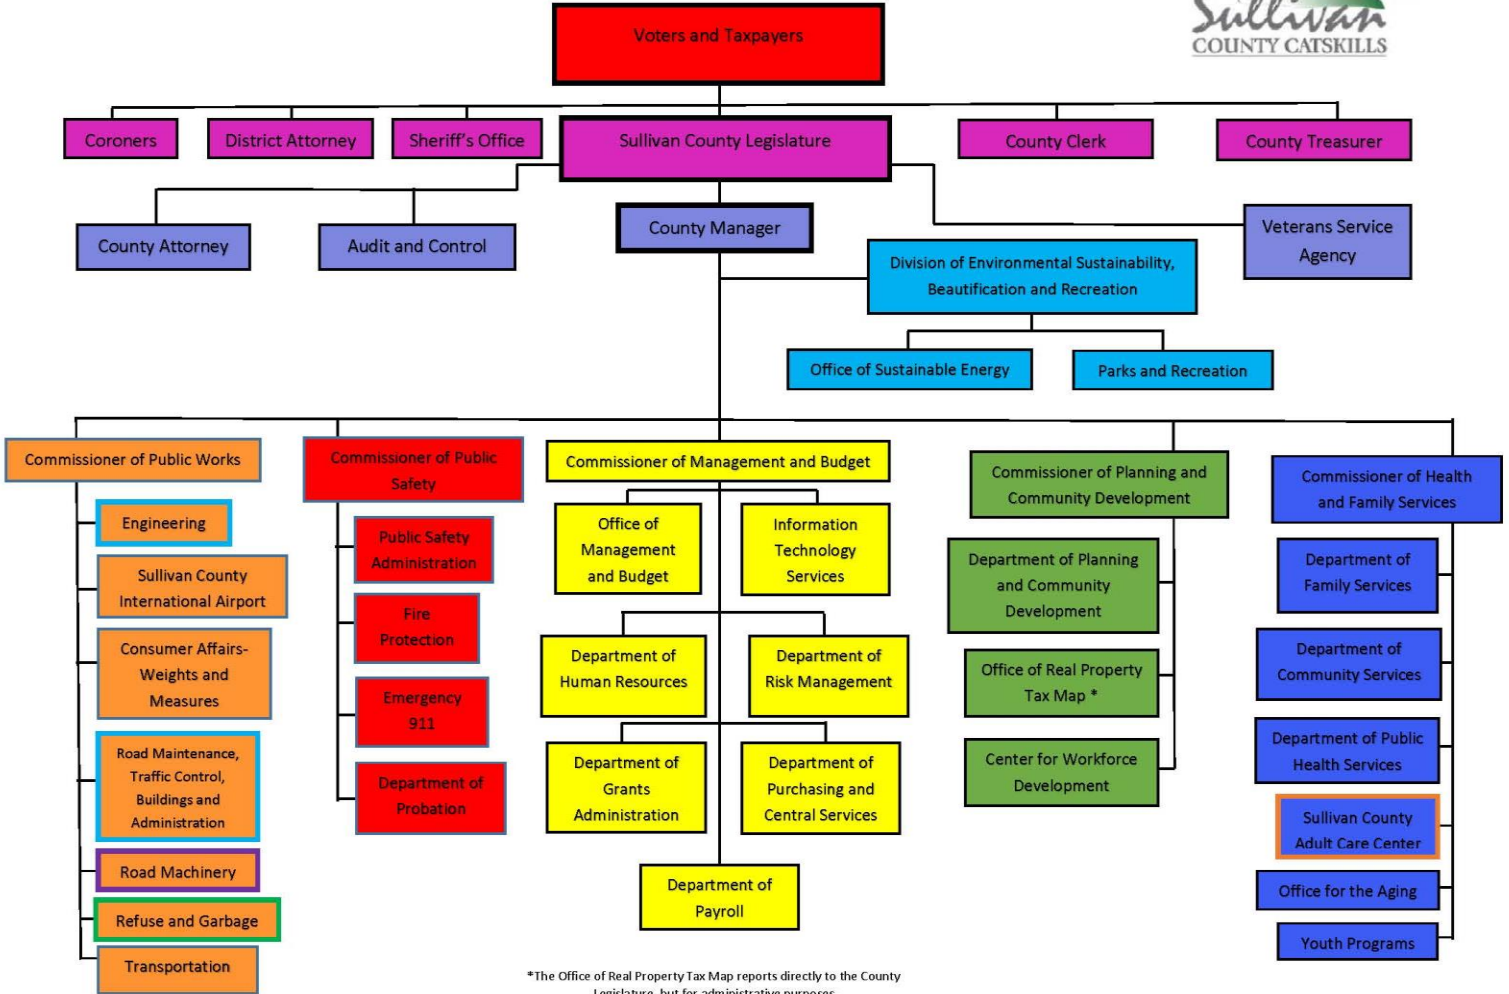 Sullivan
COUNTY CATSKILLS
Voters and Taxpayers
Coroners
District Attorney
Sheriff's Office
Sullivan County Legislature
County Clerk
County Treasurer
County Attorney
Audit and Control
County Manager
Veterans Service
Agency
Division of Environmental Sustainability,
Beautification and Recreation
Office of Sustainable Energy
Parks and Recreation
Commissioner of Public Works
Engineering
Sullivan County
International Airport
Consumer Affairs-
Weights and
Measures
Road Maintenance,
Traffic Control,
Buildings and
Administration
Road Machinery
Refuse and Garbage
Transportation
Commissioner of Public
Safety
Public Safety
Administration
Fire
Protection
Emergency
911
Department of
Probation
Commissioner of Management and Budget
Office of
Management
and Budget
Information
Technology
Services
Department of
Human Resources
Department of
Risk Management
Department of
Grants
Administration
Department of
Purchasing and
Central Services
Department of
Payroll
Commissioner of Planning and
Community Development
Department of Planning
and Community
Development
Office of Real Property
Tax Map *
Center for Workforce
Development
Commissioner of Health
and Family Services
Department of
Family Services
Department of
Community Services
Department of Public
Health Services
Sullivan County
Adult Care Center
Office for the Aging
Youth Programs
*The Office of Real Property Tax Map reports directly to the County
Legislature, but for administrative purposes